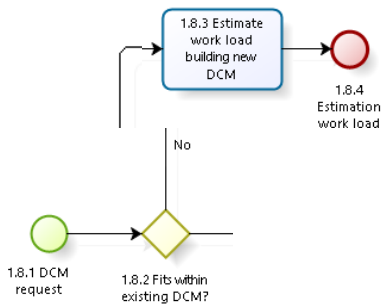 1.8.3 Estimate
work load
building new
DCM
1.8.4
Estimation
work load
No
1.8.1 DCM
request
1.8.2 Fits within
existing DCM?